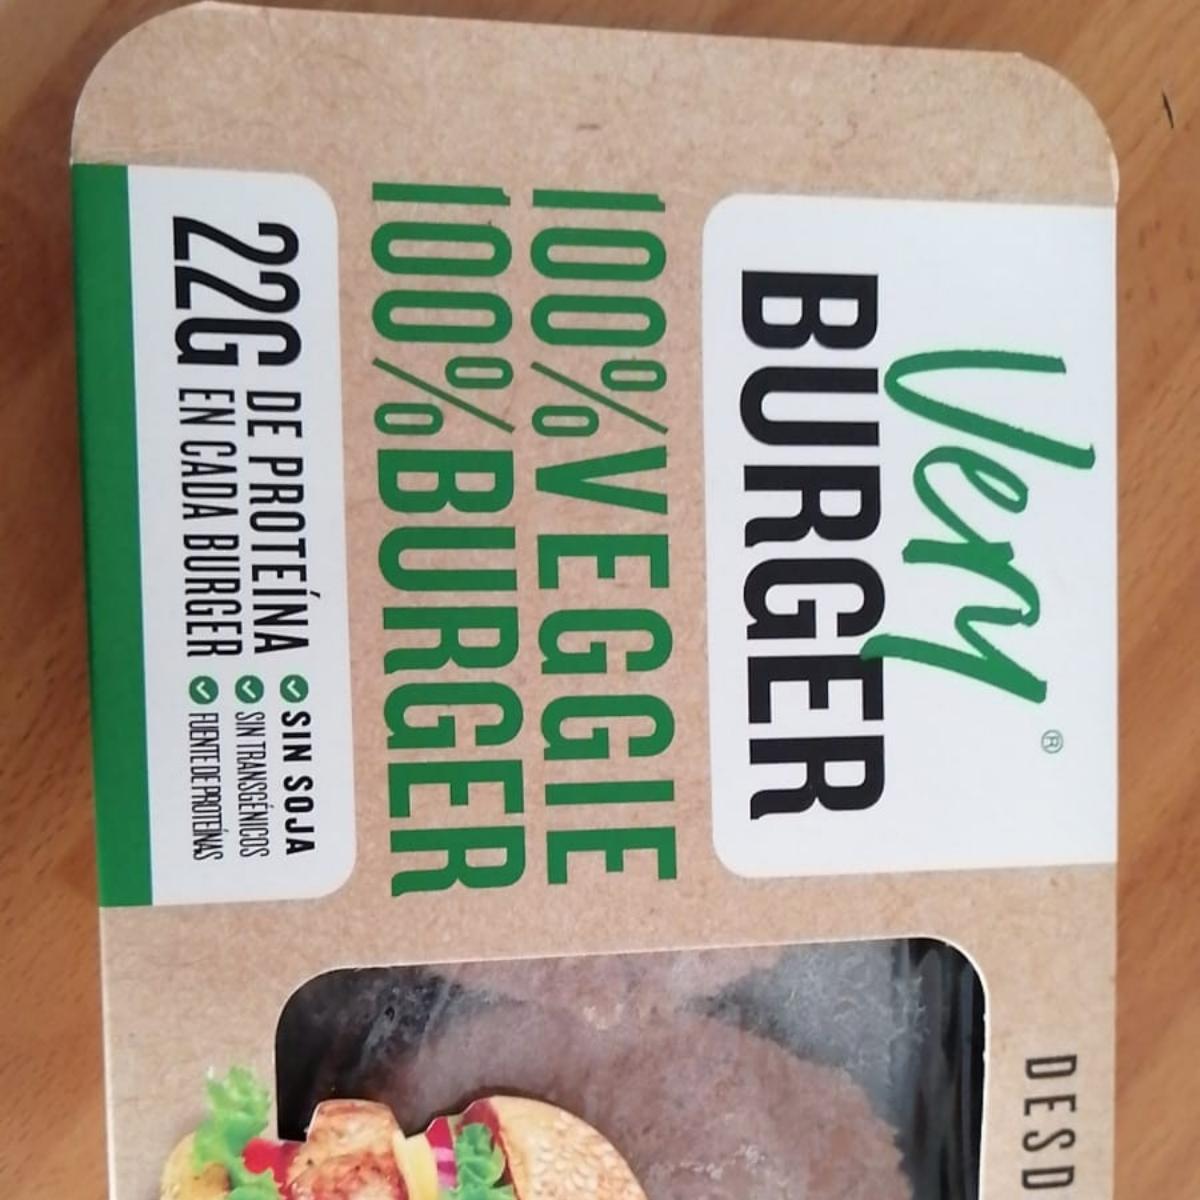 Very
®
BURGER
100% VEGGIE
100% BURGER
22G DE PROTEÍNA
EN CADA BURGER
SIN SOJA
SIN TRANSGÉNICOS
FUENTE DE PROTEÍNAS